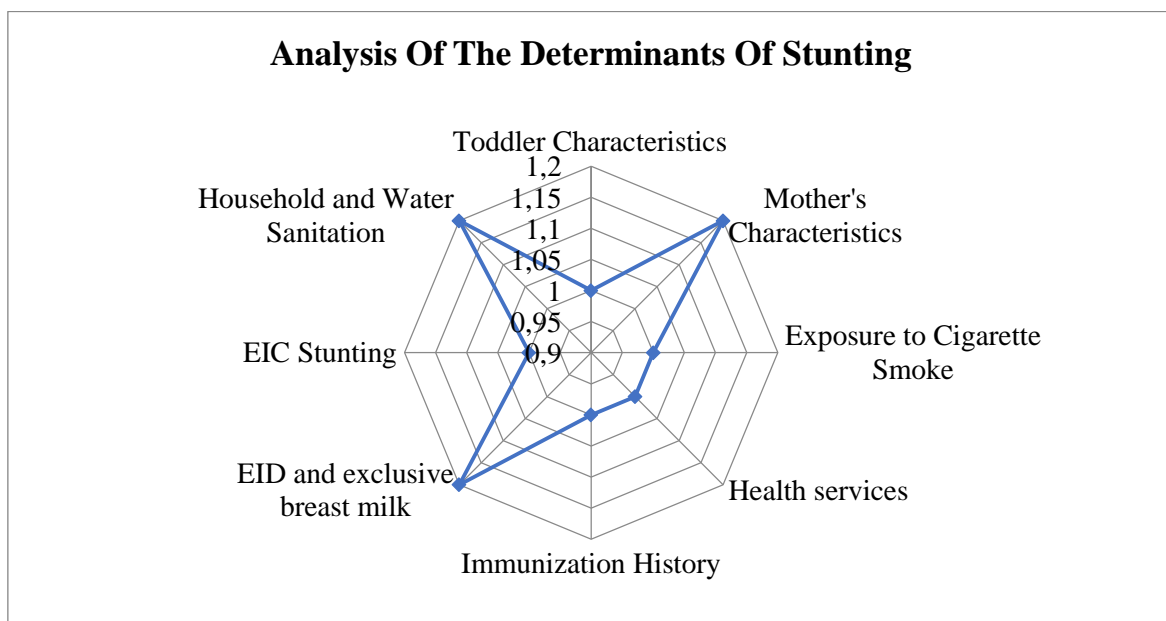 Analysis Of The Determinants Of Stunting
Toddler Characteristics
1,2
1,15
1,1
1,05
1
0,95
0,9
Mother's
Characteristics
Exposure to Cigarette
Smoke
Health services
Immunization History
EID and exclusive
breast milk
EIC Stunting
Household and Water
Sanitation